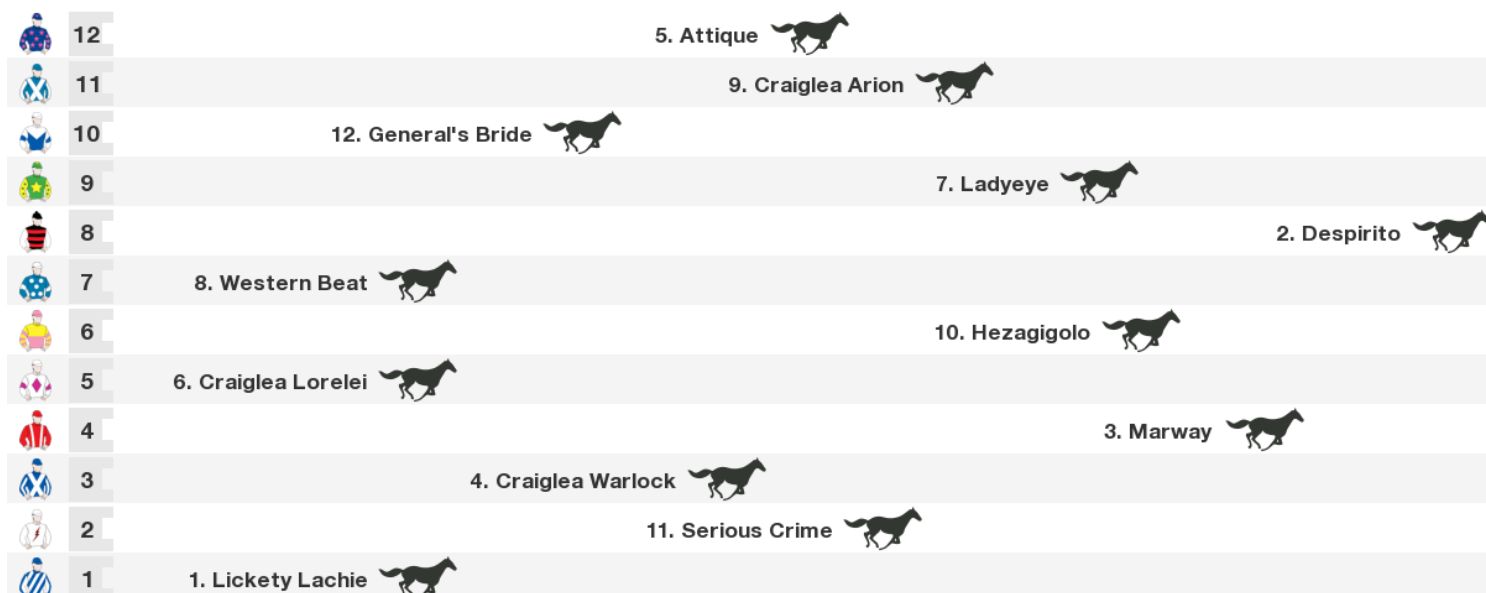 12 5. Attique
11 9. Craiglea Arion
10 12. General's Bride
9 7. Ladyeye
8 2. Despirito
7 8. Western Beat
6 10. Hezagigolo
5 6. Craiglea Lorelei
4 3. Marway
3 4. Craiglea Warlock
2 11. Serious Crime
1 1. Lickety Lachie